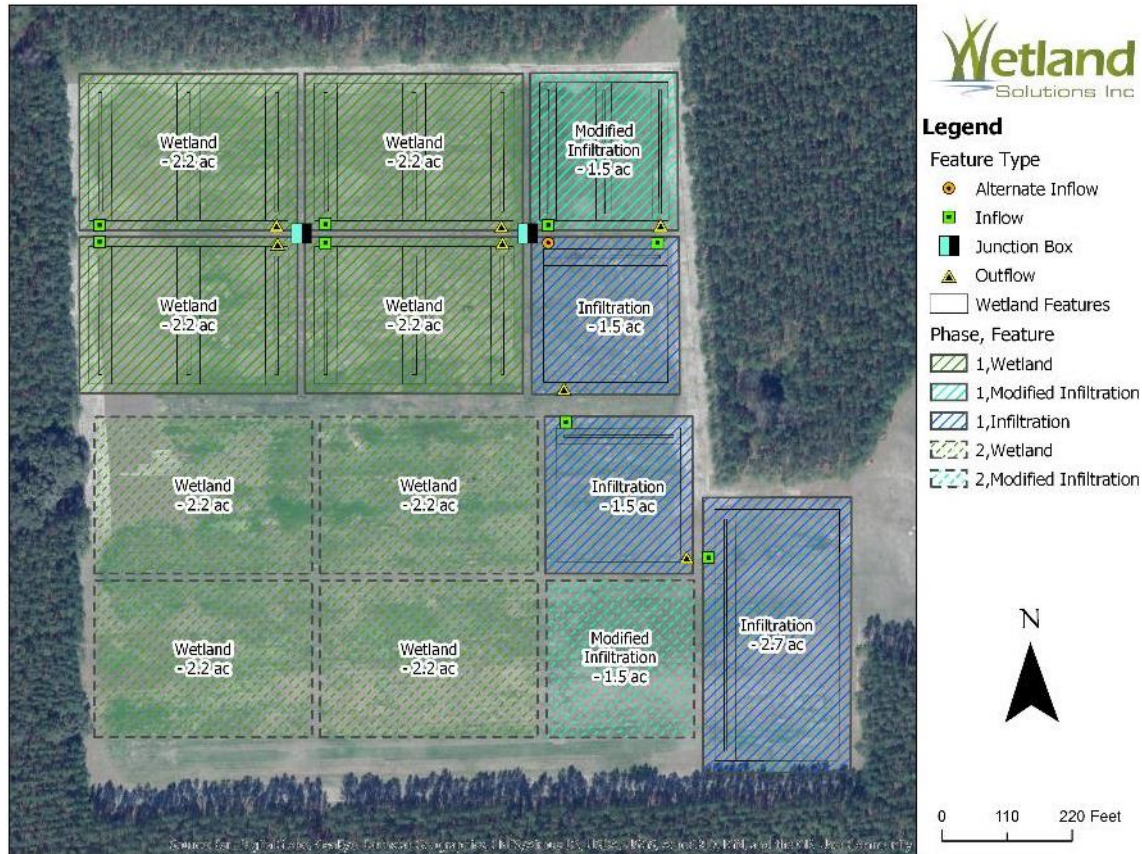 Wetland
- 2.2 ac
Wetland
- 2.2 ac
Modified
Infiltration
- 1.5 ac
Wetland
- 2.2 ac
Wetland
- 2.2 ac
Infiltration
- 1.5 ac
Wetland
- 2.2 ac
Wetland
- 2.2 ac
Infiltration
- 1.5 ac
Wetland
- 2.2 ac
Wetland
- 2.2 ac
Modified
Infiltration
- 1.5 ac
Infiltration
- 2.7 ac
Wetland
Solutions Inc
Legend
Feature Type
Alternate Inflow
Inflow
Junction Box
Outflow
Wetland Features
Phase, Feature
1,Wetland
1,Modified Infiltration
1,Infiltration
2,Wetland
2,Modified Infiltration
N
0 110 220 Feet